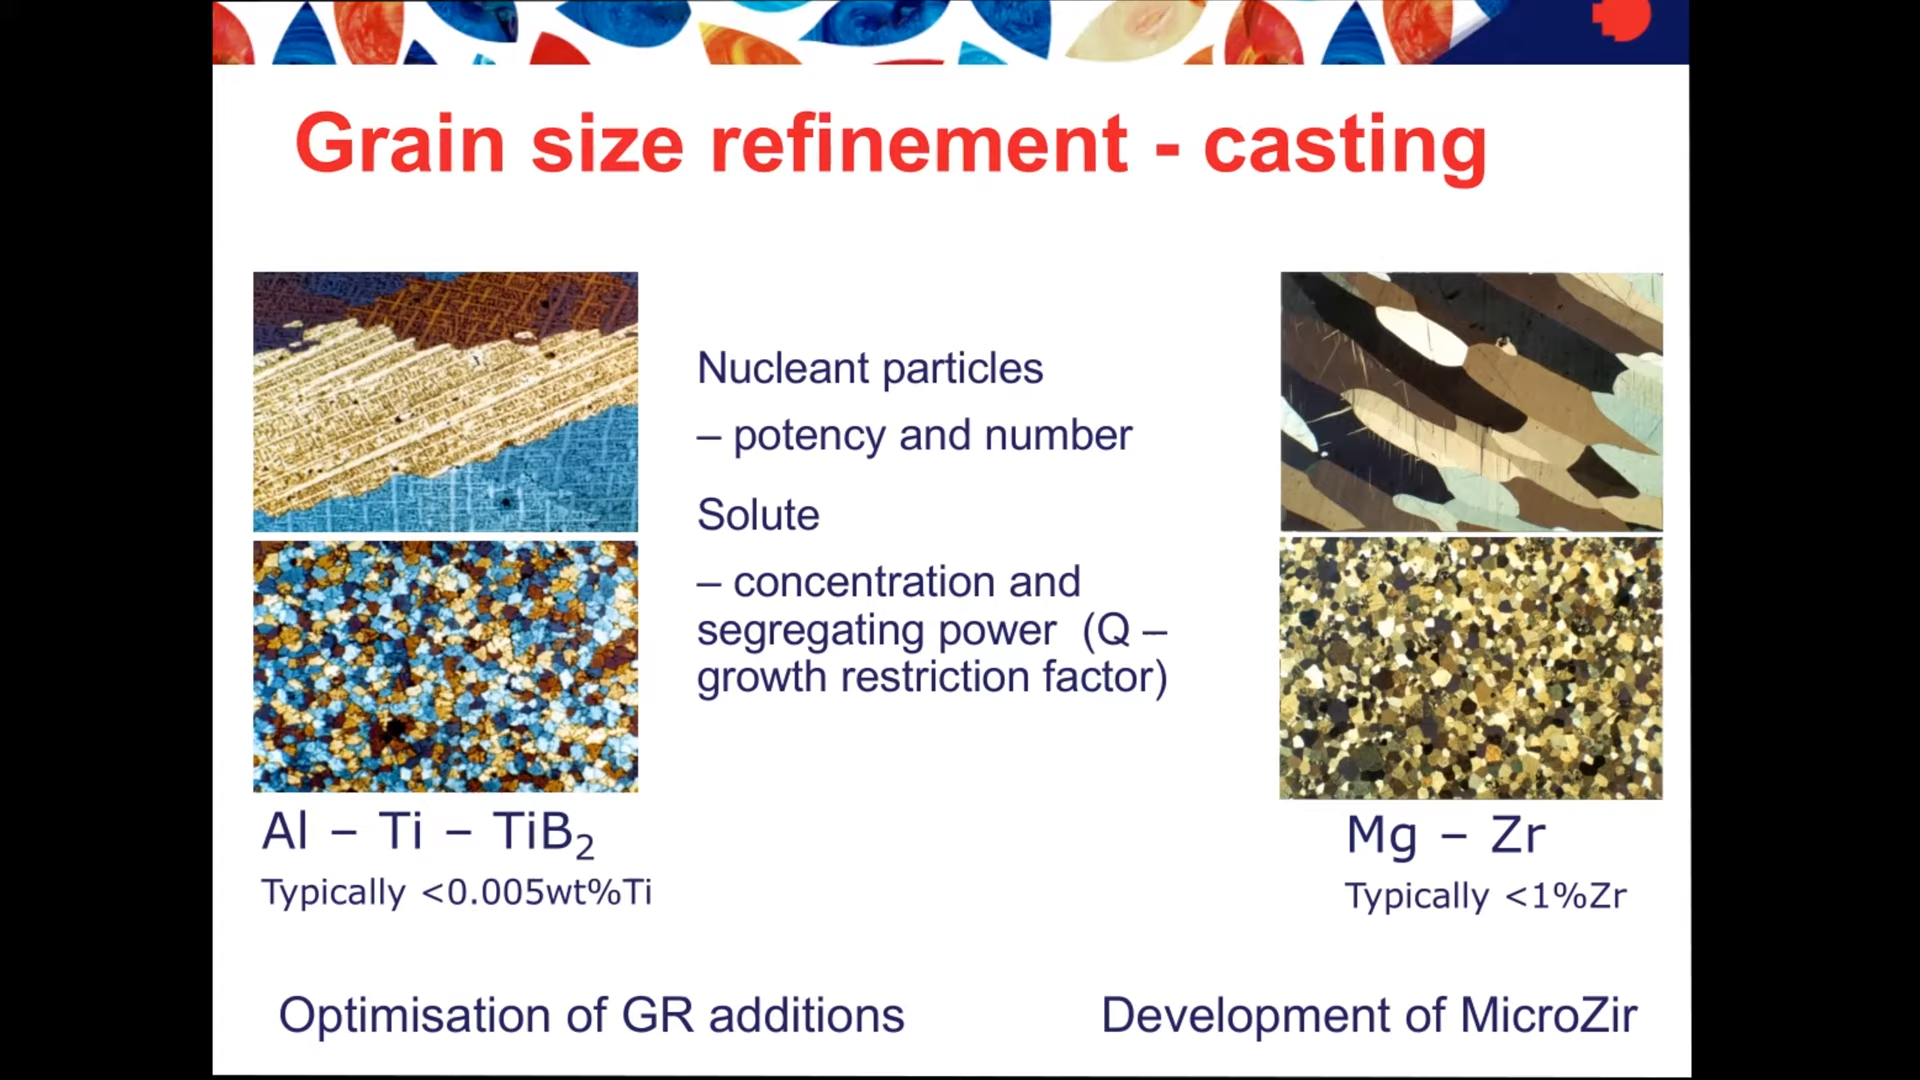 Grain size refinement - casting
Nucleant particles
– potency and number
Solute
– concentration and
segregating power (Q –
growth restriction factor)
Al – Ti – TiB₂
Typically <0.005wt%Ti
Mg – Zr
Typically <1%Zr
Optimisation of GR additions
Development of MicroZir